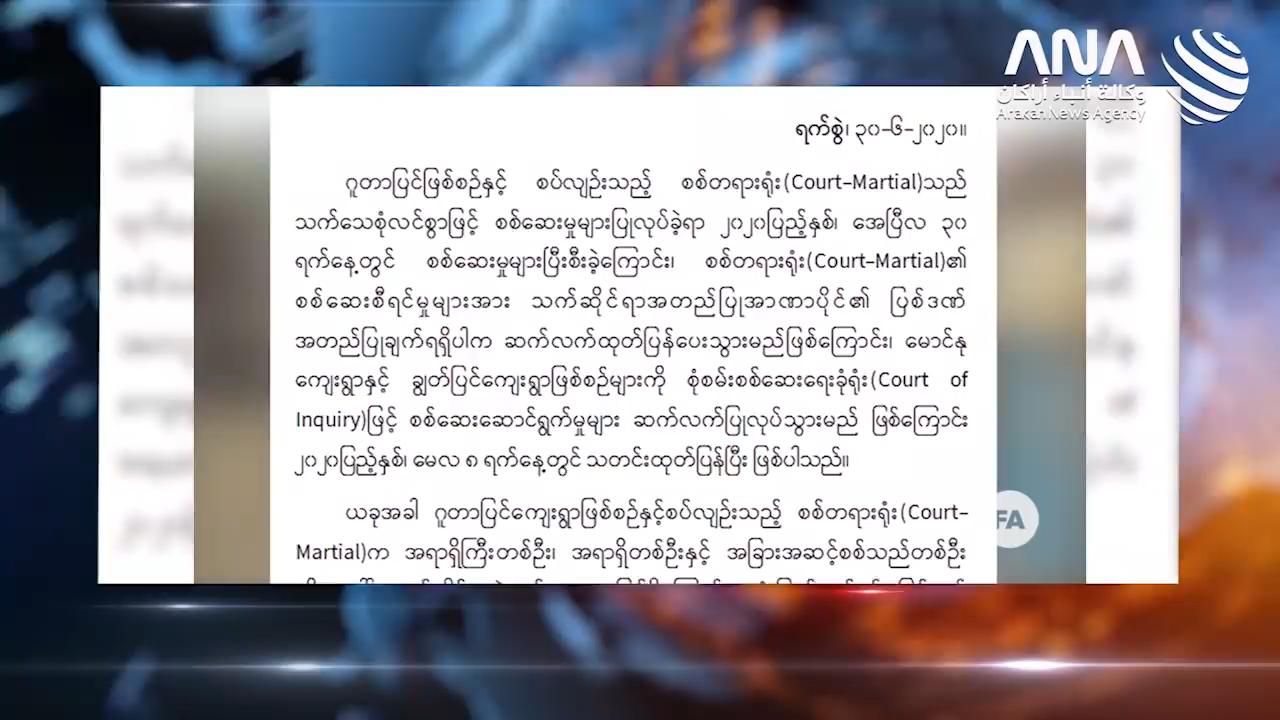 ANA
وكالة أنباء أراكان
Arakan News Agency
ရက်စွဲ၊ ၃၀-၆-၂၀၂၀။
ဂူတာပြင်ဖြစ်စဉ်နှင့် စပ်လျဉ်းသည့် စစ်တရားရုံး(Court-Martial)သည်
သက်သေစုံလင်စွာဖြင့် စစ်ဆေးမှုများပြုလုပ်ခဲ့ရာ ၂၀၂၀ပြည့်နှစ်၊ အေပြီလ ၃၀
ရက်နေ့တွင် စစ်ဆေးမှုများပြီးစီးခဲ့ကြောင်း၊ စစ်တရားရုံး(Court-Martial)၏
စစ်ဆေးစီရင်မှုများအား သက်ဆိုင်ရာအတည်ပြုအာဏာပိုင်၏ ပြစ်ဒဏ်
အတည်ပြုချက်ရရှိပါက ဆက်လက်ထုတ်ပြန်ပေးသွားမည်ဖြစ်ကြောင်း၊ မောင်နု
ကျေးရွာနှင့် ချွတ်ပြင်ကျေးရွာဖြစ်စဉ်များကို စုံစမ်းစစ်ဆေးရေးခုံရုံး(Court of
Inquiry)ဖြင့် စစ်ဆေးဆောင်ရွက်မှုများ ဆက်လက်ပြုလုပ်သွားမည် ဖြစ်ကြောင်း
၂၀၂၀ပြည့်နှစ်၊ မေလ ၈ ရက်နေ့တွင် သတင်းထုတ်ပြန်ပြီး ဖြစ်ပါသည်။
ယခုအခါ ဂူတာပြင်ကျေးရွာဖြစ်စဉ်နှင့်စပ်လျဉ်းသည့် စစ်တရားရုံး(Court-
Martial)က အရာရှိကြီးတစ်ဦး၊ အရာရှိတစ်ဦးနှင့် အခြားအဆင့်စစ်သည်တစ်ဦး
FA